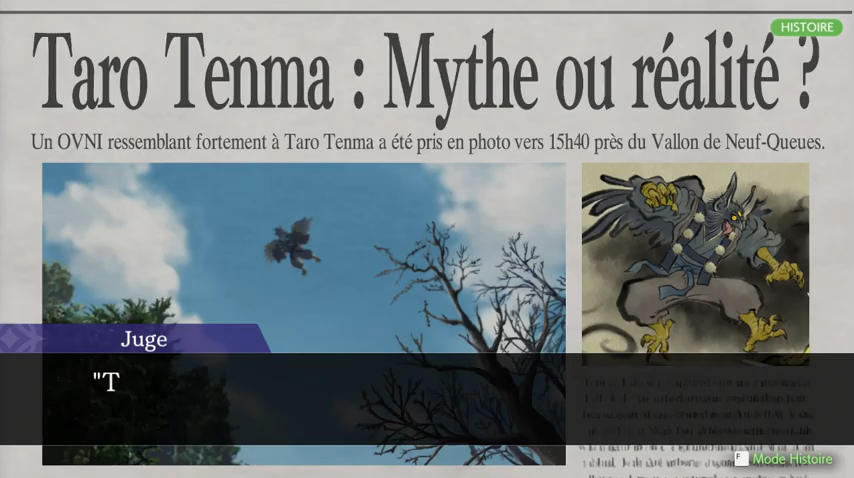 HISTOIRE
Taro Tenma : Mythe ou réalité ?
Un OVNI ressemblant fortement à Taro Tenma a été pris en photo vers 15h40 près du Vallon de Neuf-Queues.
Juge
"T
F Mode Histoire